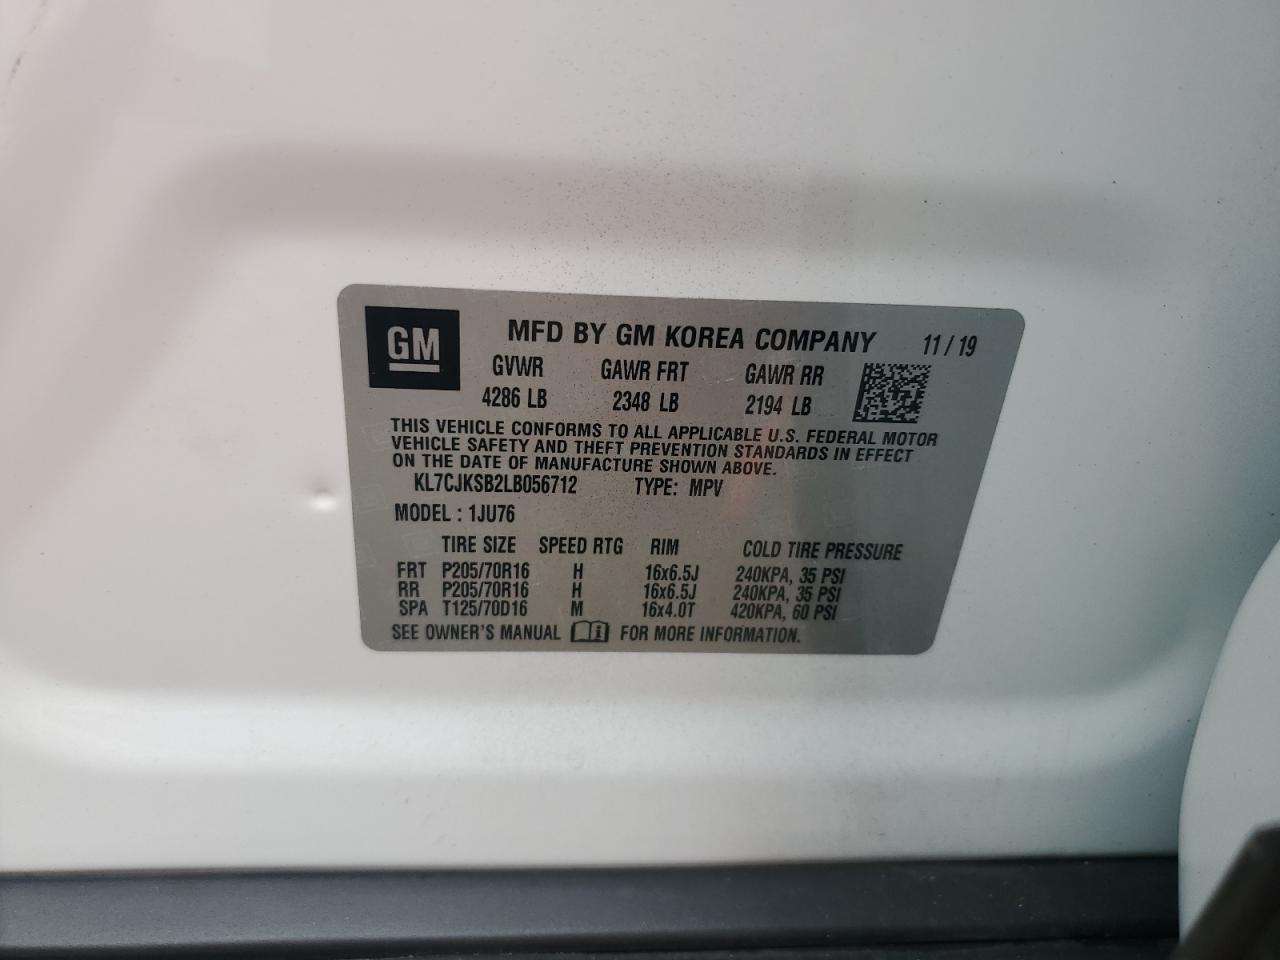 GM
MFD BY GM KOREA COMPANY 11 / 19
GVWR GAWR FRT GAWR RR
4286 LB 2348 LB 2194 LB
THIS VEHICLE CONFORMS TO ALL APPLICABLE U.S. FEDERAL MOTOR
VEHICLE SAFETY AND THEFT PREVENTION STANDARDS IN EFFECT
ON THE DATE OF MANUFACTURE SHOWN ABOVE.
KL7CJKSB2LB056712 TYPE: MPV
MODEL : 1JU76
TIRE SIZE SPEED RTG RIM COLD TIRE PRESSURE
FRT P205/70R16 H 16x6.5J 240KPA, 35 PSI
RR P205/70R16 H 16x6.5J 240KPA, 35 PSI
SPA T125/70D16 M 16x4.0T 420KPA, 60 PSI
SEE OWNER'S MANUAL FOR MORE INFORMATION.